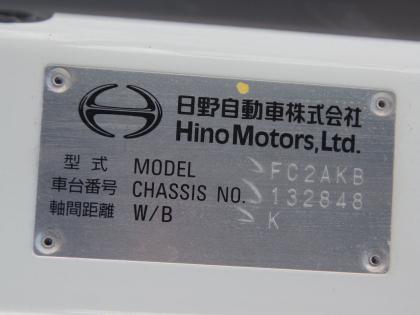 日野自動車株式会社
Hino Motors, Ltd.
型式 MODEL FC2AKB
車台番号 CHASSIS NO. 132848
軸間距離 W/B K